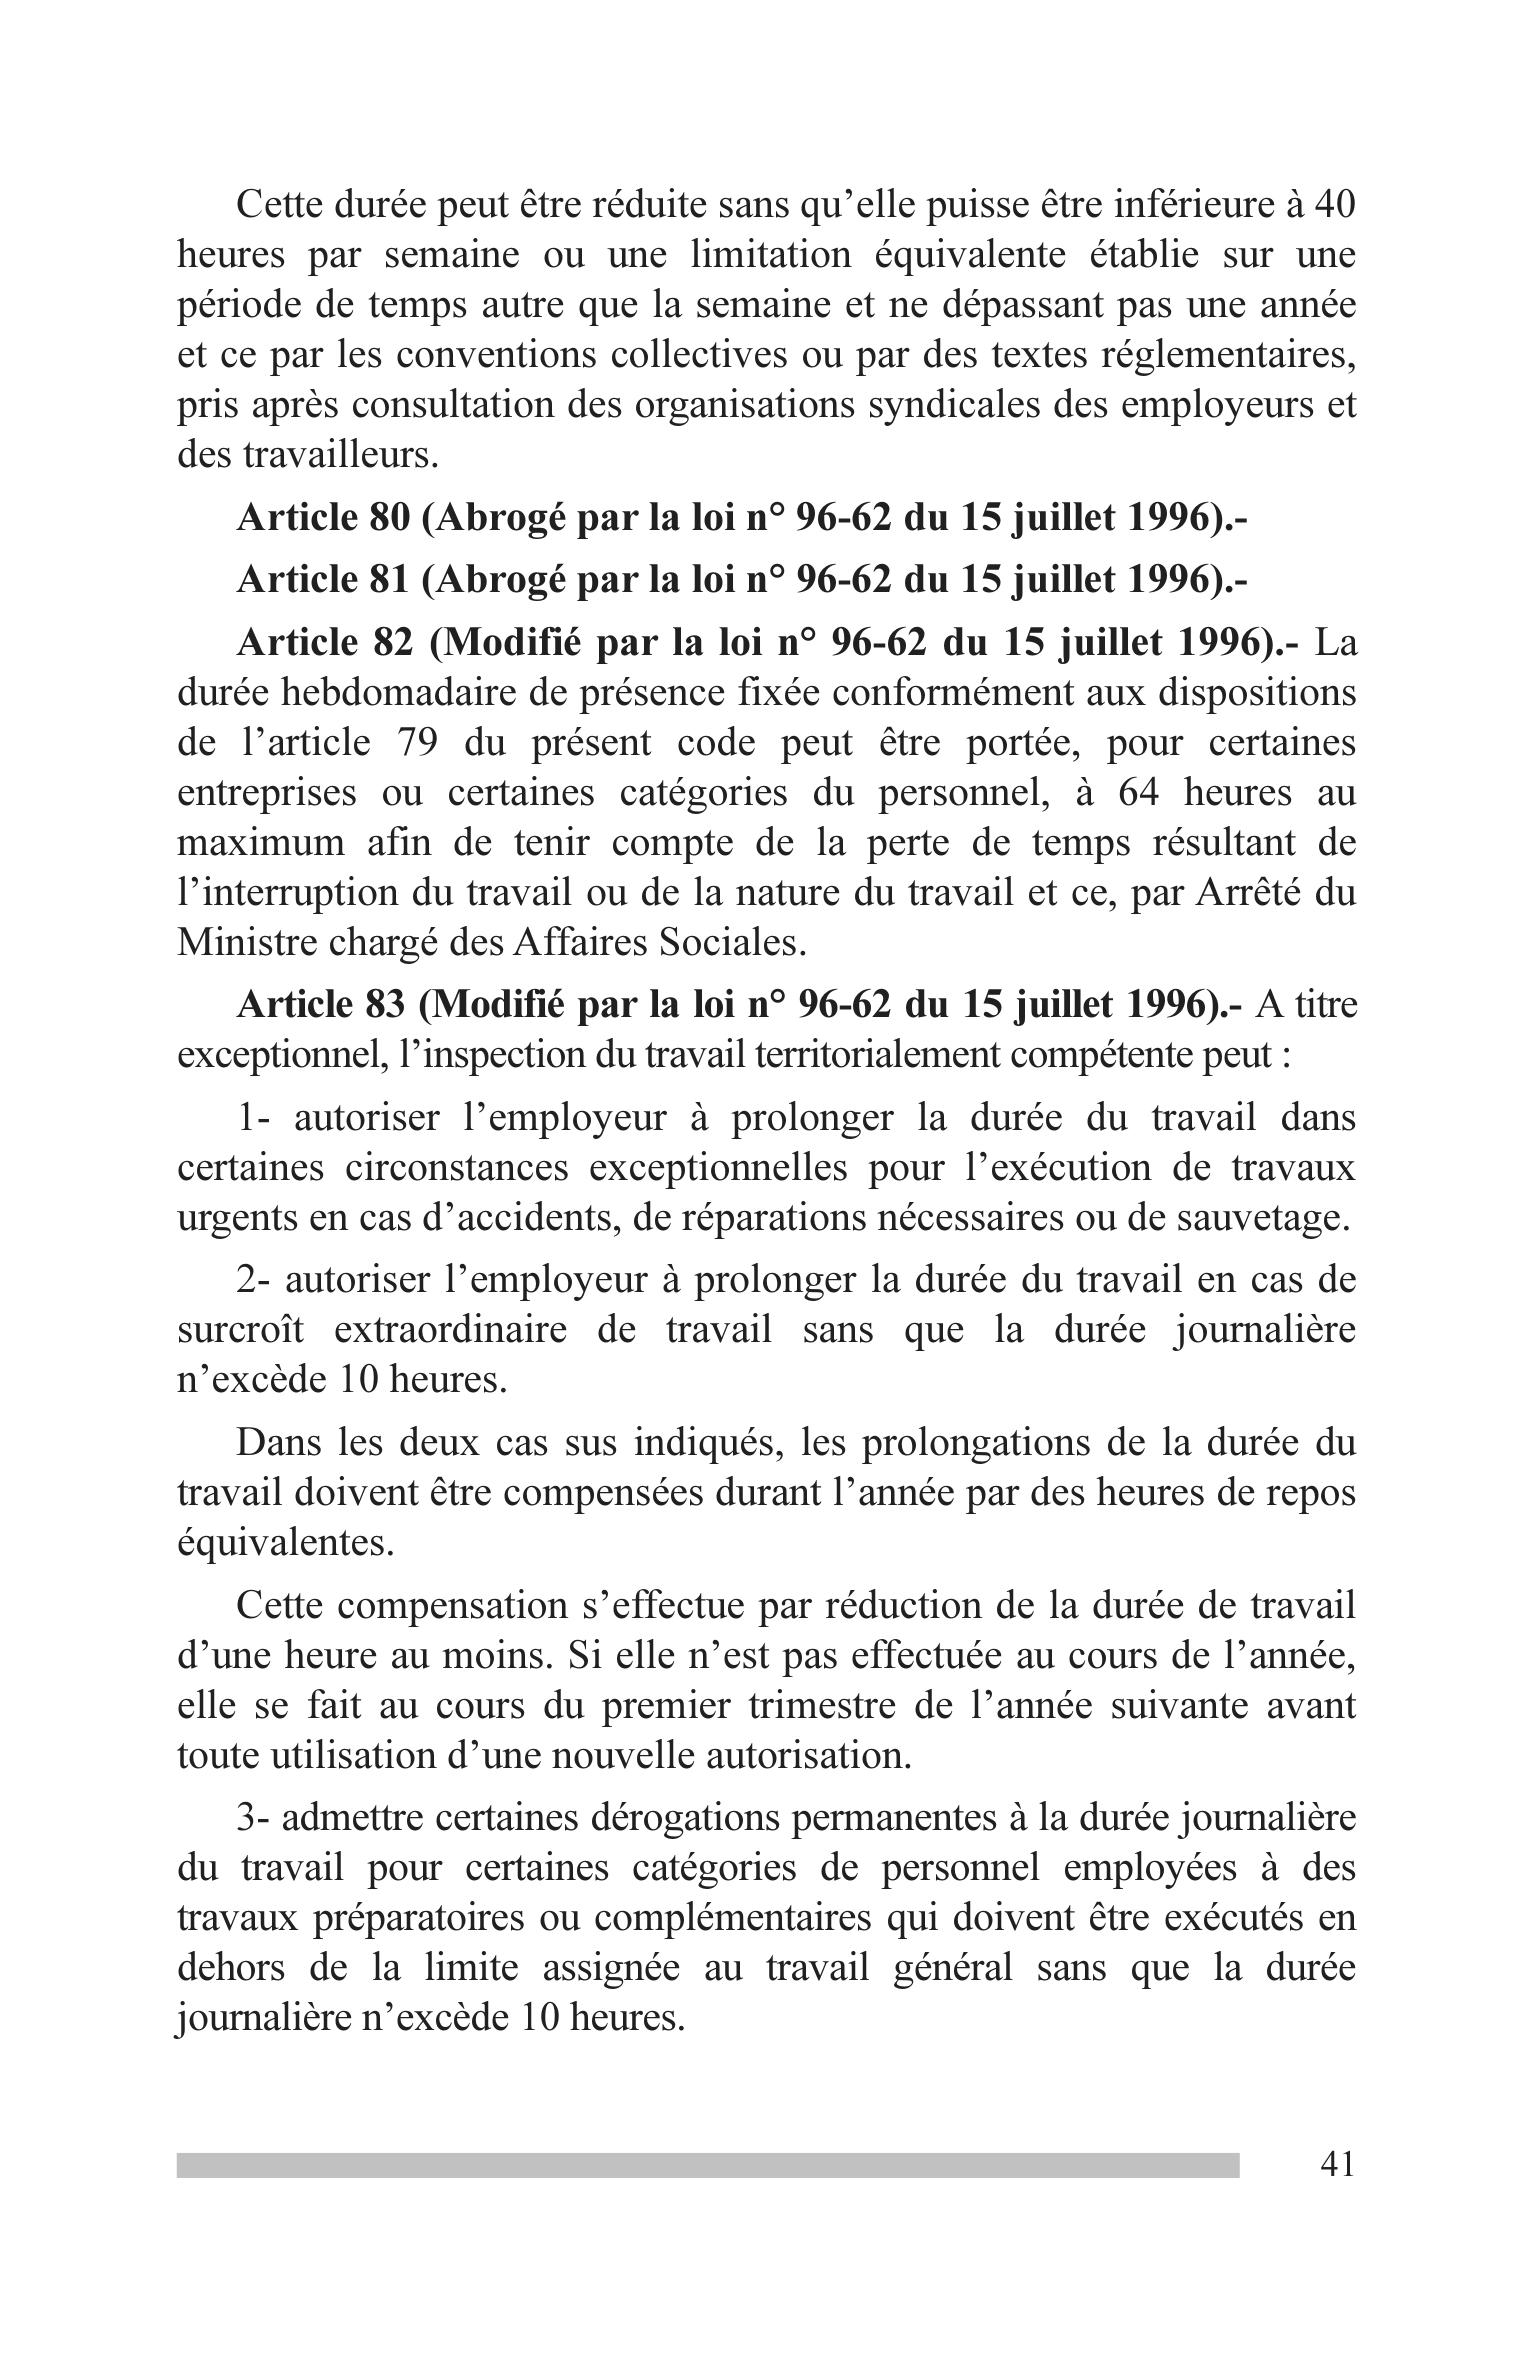 Cette durée peut être réduite sans qu’elle puisse être inférieure à 40
heures par semaine ou une limitation équivalente établie sur une
période de temps autre que la semaine et ne dépassant pas une année
et ce par les conventions collectives ou par des textes réglementaires,
pris après consultation des organisations syndicales des employeurs et
des travailleurs.
Article 80 (Abrogé par la loi n° 96-62 du 15 juillet 1996).-
Article 81 (Abrogé par la loi n° 96-62 du 15 juillet 1996).-
Article 82 (Modifié par la loi n° 96-62 du 15 juillet 1996).- La
durée hebdomadaire de présence fixée conformément aux dispositions
de l’article 79 du présent code peut être portée, pour certaines
entreprises ou certaines catégories du personnel, à 64 heures au
maximum afin de tenir compte de la perte de temps résultant de
l’interruption du travail ou de la nature du travail et ce, par Arrêté du
Ministre chargé des Affaires Sociales.
Article 83 (Modifié par la loi n° 96-62 du 15 juillet 1996).- A titre
exceptionnel, l’inspection du travail territorialement compétente peut :
1- autoriser l’employeur à prolonger la durée du travail dans
certaines circonstances exceptionnelles pour l’exécution de travaux
urgents en cas d’accidents, de réparations nécessaires ou de sauvetage.
2- autoriser l’employeur à prolonger la durée du travail en cas de
surcroît extraordinaire de travail sans que la durée journalière
n’excède 10 heures.
Dans les deux cas sus indiqués, les prolongations de la durée du
travail doivent être compensées durant l’année par des heures de repos
équivalentes.
Cette compensation s’effectue par réduction de la durée de travail
d’une heure au moins. Si elle n’est pas effectuée au cours de l’année,
elle se fait au cours du premier trimestre de l’année suivante avant
toute utilisation d’une nouvelle autorisation.
3- admettre certaines dérogations permanentes à la durée journalière
du travail pour certaines catégories de personnel employées à des
travaux préparatoires ou complémentaires qui doivent être exécutés en
dehors de la limite assignée au travail général sans que la durée
journalière n’excède 10 heures.
41